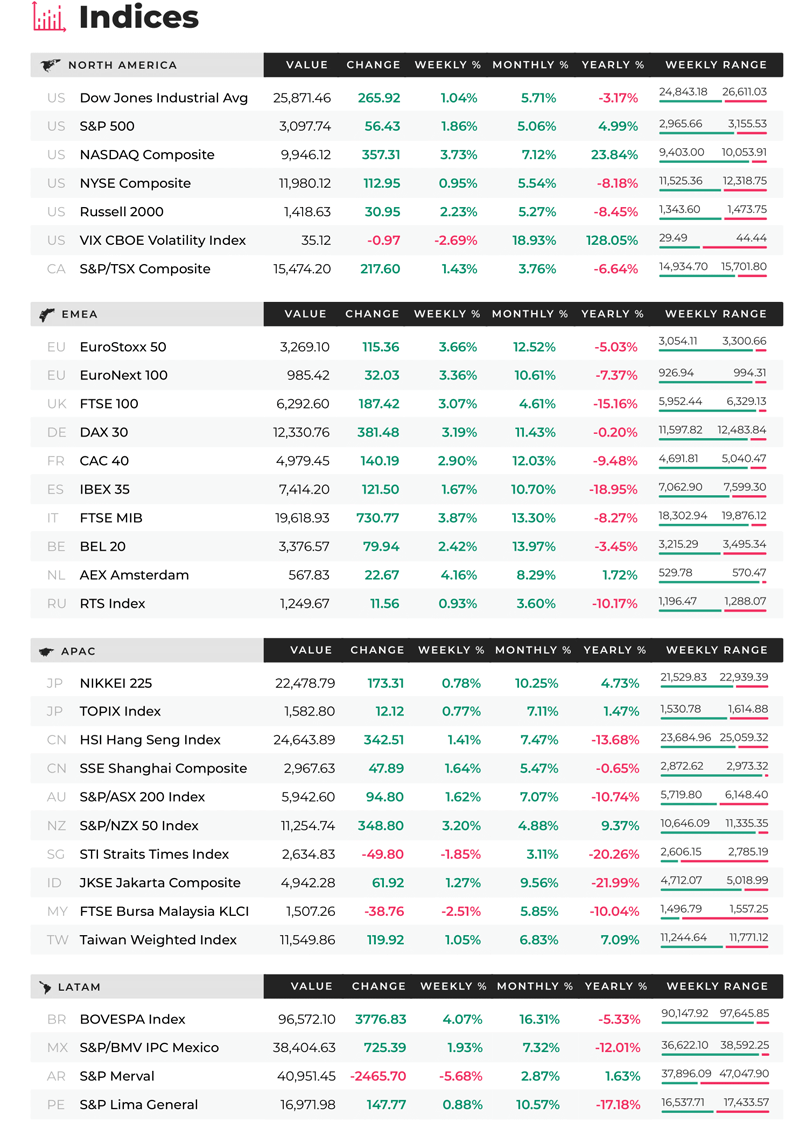 Indices
NORTH AMERICA VALUE CHANGE WEEKLY % MONTHLY % YEARLY % WEEKLY RANGE
US Dow Jones Industrial Avg 25,871.46 265.92 1.04% 5.71% -3.17% 24,843.18 26,611.03
US S&P 500 3,097.74 56.43 1.86% 5.06% 4.99% 2,965.66 3,155.53
US NASDAQ Composite 9,946.12 357.31 3.73% 7.12% 23.84% 9,403.00 10,053.91
US NYSE Composite 11,980.12 112.95 0.95% 5.54% -8.18% 11,525.36 12,318.75
US Russell 2000 1,418.63 30.95 2.23% 5.27% -8.45% 1,343.60 1,473.75
US VIX CBOE Volatility Index 35.12 -0.97 -2.69% 18.93% 128.05% 29.49 44.44
CA S&P/TSX Composite 15,474.20 217.60 1.43% 3.76% -6.64% 14,934.70 15,701.80
EMEA VALUE CHANGE WEEKLY % MONTHLY % YEARLY % WEEKLY RANGE
EU EuroStoxx 50 3,269.10 115.36 3.66% 12.52% -5.03% 3,054.11 3,300.66
EU EuroNext 100 985.42 32.03 3.36% 10.61% -7.37% 926.94 994.31
UK FTSE 100 6,292.60 187.42 3.07% 4.61% -15.16% 5,952.44 6,329.13
DE DAX 30 12,330.76 381.48 3.19% 11.43% -0.20% 11,597.82 12,483.84
FR CAC 40 4,979.45 140.19 2.90% 12.03% -9.48% 4,691.81 5,040.47
ES IBEX 35 7,414.20 121.50 1.67% 10.70% -18.95% 7,062.90 7,599.30
IT FTSE MIB 19,618.93 730.77 3.87% 13.30% -8.27% 18,302.94 19,876.12
BE BEL 20 3,376.57 79.94 2.42% 13.97% -3.45% 3,215.29 3,495.34
NL AEX Amsterdam 567.83 22.67 4.16% 8.29% 1.72% 529.78 570.47
RU RTS Index 1,249.67 11.56 0.93% 3.60% -10.17% 1,196.47 1,288.07
APAC VALUE CHANGE WEEKLY % MONTHLY % YEARLY % WEEKLY RANGE
JP NIKKEI 225 22,478.79 173.31 0.78% 10.25% 4.73% 21,529.83 22,939.39
JP TOPIX Index 1,582.80 12.12 0.77% 7.11% 1.47% 1,530.78 1,614.88
CN HSI Hang Seng Index 24,643.89 342.51 1.41% 7.47% -13.68% 23,684.96 25,059.32
CN SSE Shanghai Composite 2,967.63 47.89 1.64% 5.47% -0.65% 2,872.62 2,973.32
AU S&P/ASX 200 Index 5,942.60 94.80 1.62% 7.07% -10.74% 5,719.80 6,148.40
NZ S&P/NZX 50 Index 11,254.74 348.80 3.20% 4.88% 9.37% 10,646.09 11,335.35
SG STI Straits Times Index 2,634.83 -49.80 -1.85% 3.11% -20.26% 2,606.15 2,785.19
ID JKSE Jakarta Composite 4,942.28 61.92 1.27% 9.56% -21.99% 4,712.07 5,018.99
MY FTSE Bursa Malaysia KLCI 1,507.26 -38.76 -2.51% 5.85% -10.04% 1,496.79 1,557.25
TW Taiwan Weighted Index 11,549.86 119.92 1.05% 6.83% 7.09% 11,244.64 11,771.12
LATAM VALUE CHANGE WEEKLY % MONTHLY % YEARLY % WEEKLY RANGE
BR BOVESPA Index 96,572.10 3776.83 4.07% 16.31% -5.33% 90,147.92 97,645.85
MX S&P/BMV IPC Mexico 38,404.63 725.39 1.93% 7.32% -12.01% 36,622.10 38,592.25
AR S&P Merval 40,951.45 -2465.70 -5.68% 2.87% 1.63% 37,896.09 47,047.90
PE S&P Lima General 16,971.98 147.77 0.88% 10.57% -17.18% 16,537.71 17,433.57